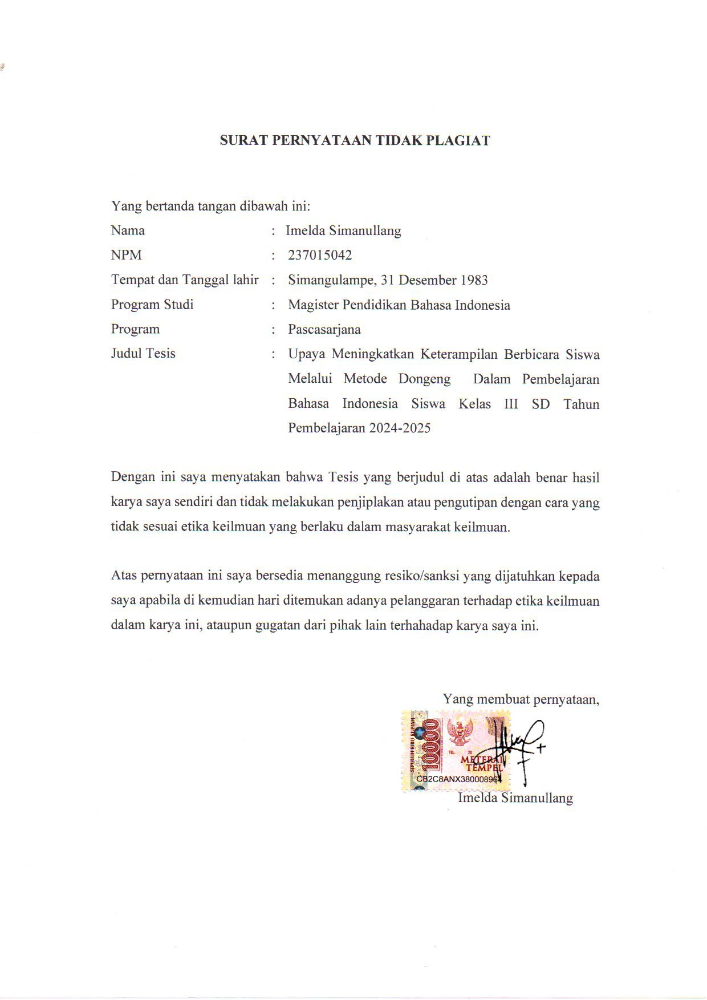 SURAT PERNYATAAN TIDAK PLAGIAT
Yang bertanda tangan dibawah ini:
Nama : Imelda Simanullang
NPM : 237015042
Tempat dan Tanggal lahir : Simangulampe, 31 Desember 1983
Program Studi : Magister Pendidikan Bahasa Indonesia
Program : Pascasarjana
Judul Tesis : Upaya Meningkatkan Keterampilan Berbicara Siswa
Melalui Metode Dongeng Dalam Pembelajaran
Bahasa Indonesia Siswa Kelas III SD Tahun
Pembelajaran 2024-2025
Dengan ini saya menyatakan bahwa Tesis yang berjudul di atas adalah benar hasil
karya saya sendiri dan tidak melakukan penjiplakan atau pengutipan dengan cara yang
tidak sesuai etika keilmuan yang berlaku dalam masyarakat keilmuan.
Atas pernyataan ini saya bersedia menanggung resiko/sanksi yang dijatuhkan kepada
saya apabila di kemudian hari ditemukan adanya pelanggaran terhadap etika keilmuan
dalam karya ini, ataupun gugatan dari pihak lain terhahadap karya saya ini.
Yang membuat pernyataan,
SEPULUH RIBU RUPIAH
10000
TGL. 20
METERAI
TEMPEL
Imelda Simanullang